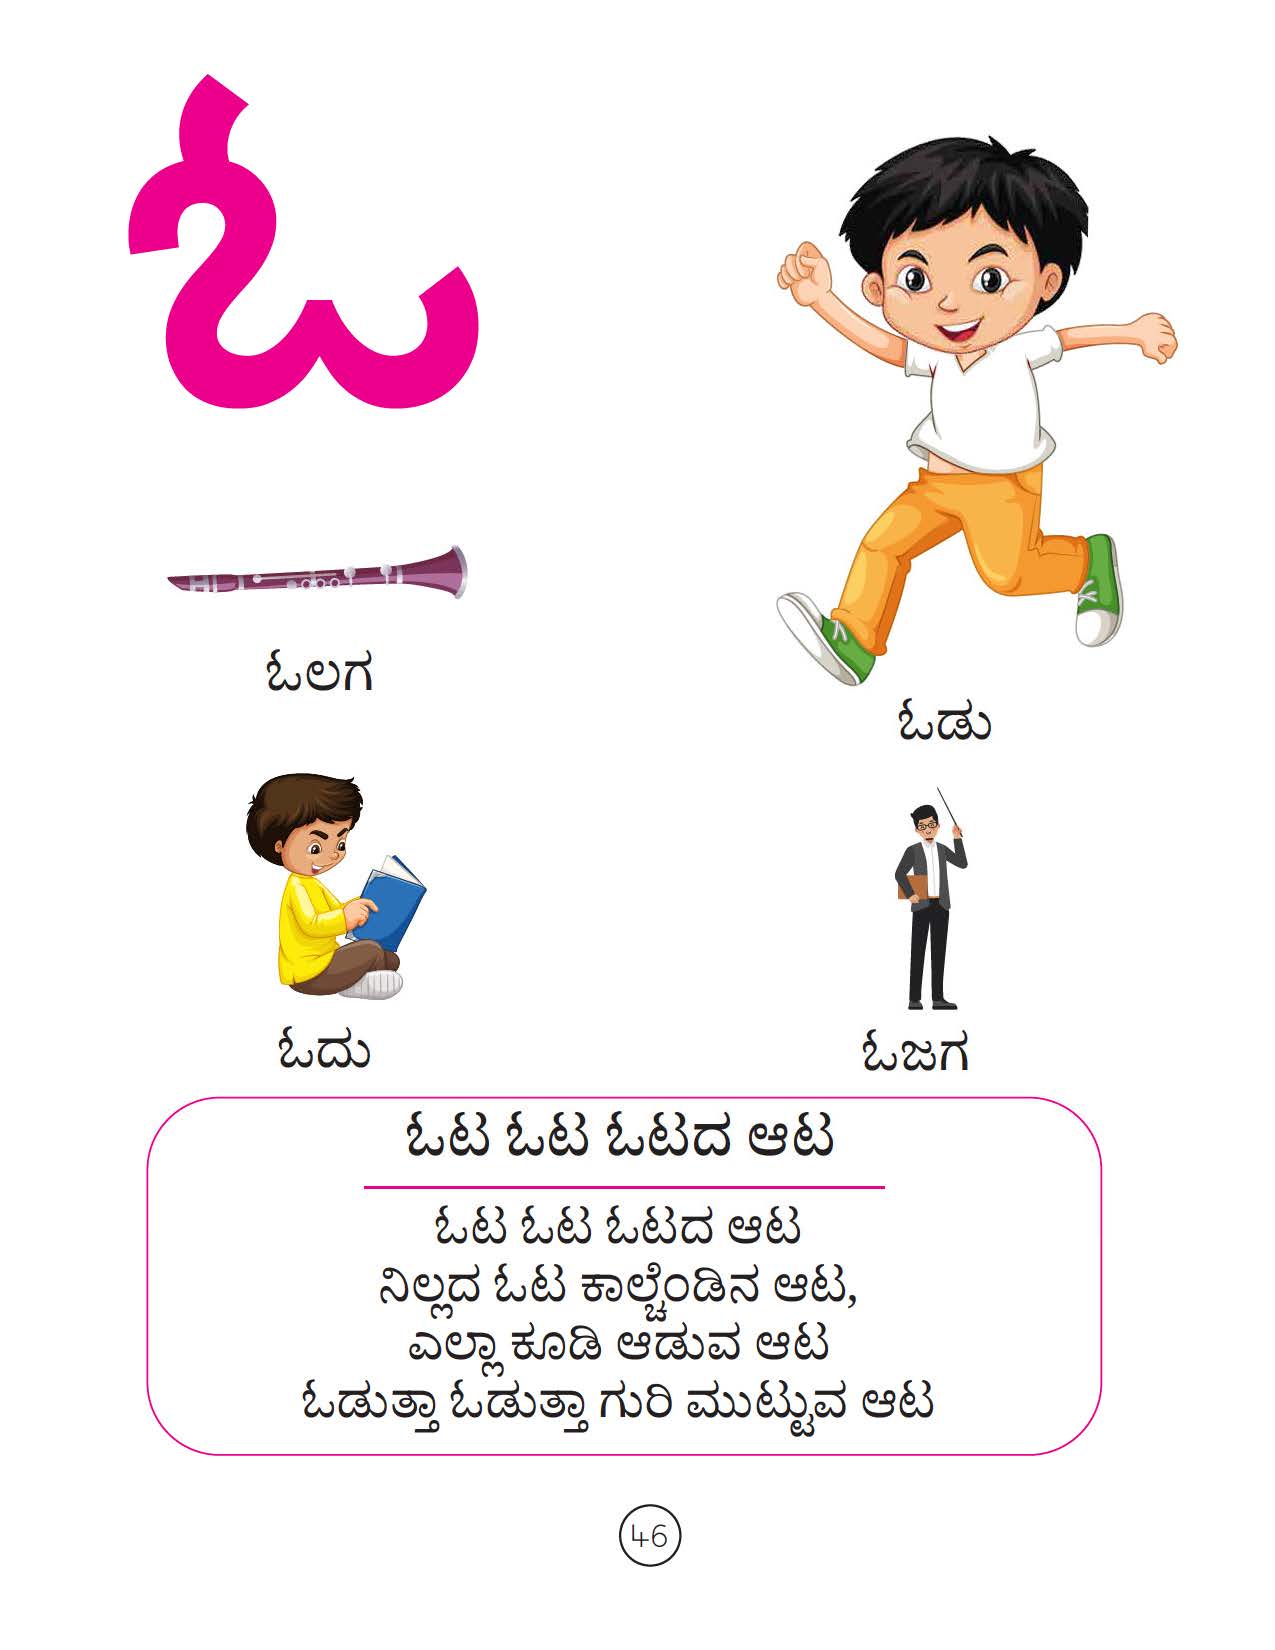 ಓ
ಓಲಗ
ಓಡು
ಓದು
ಓಜಗ
ಓಟ ಓಟ ಓಟದ ಆಟ
ಓಟ ಓಟ ಓಟದ ಆಟ
ನಿಲ್ಲದ ಓಟ ಕಾಲ್ಚೆಂಡಿನ ಆಟ,
ಎಲ್ಲಾ ಕೂಡಿ ಆಡುವ ಆಟ
ಓಡುತ್ತಾ ಓಡುತ್ತಾ ಗುರಿ ಮುಟ್ಟುವ ಆಟ
46